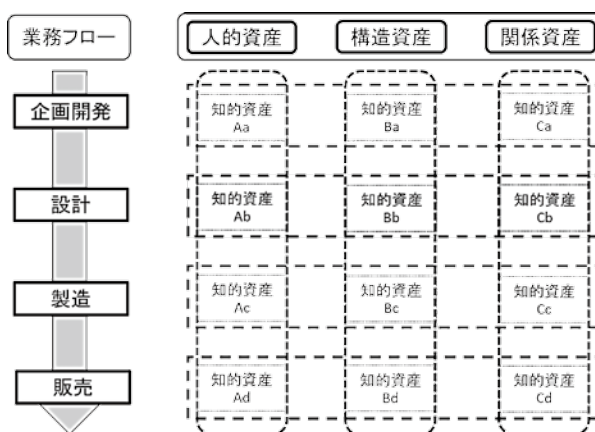 業務フロー
人的資産
構造資産
関係資産
企画開発
知的資産
Aa
知的資産
Ba
知的資産
Ca
設計
知的資産
Ab
知的資産
Bb
知的資産
Cb
製造
知的資産
Ac
知的資産
Bc
知的資産
Cc
販売
知的資産
Ad
知的資産
Bd
知的資産
Cd